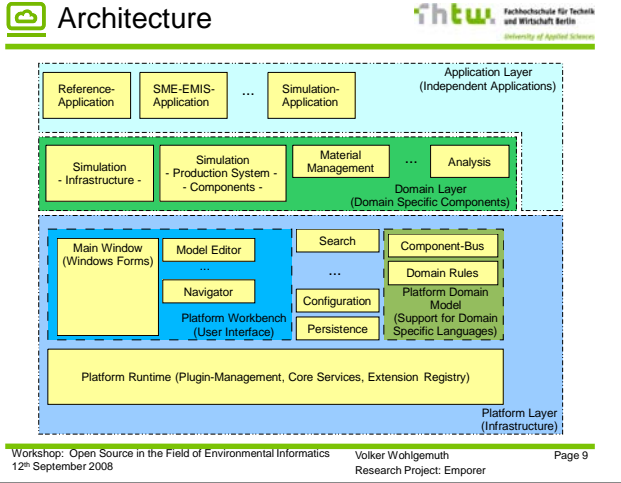 Architecture
fhtw.
Fachhochschule für Technik
und Wirtschaft Berlin
University of Applied Sciences
Application Layer
(Independent Applications)
Reference-
Application
SME-EMIS-
Application
...
Simulation-
Application
Simulation
- Infrastructure -
Simulation
- Production System -
- Components -
Material
Management
...
Analysis
Domain Layer
(Domain Specific Components)
Main Window
(Windows Forms)
Model Editor
...
Navigator
Platform Workbench
(User Interface)
Search
...
Configuration
Persistence
Component-Bus
Domain Rules
Platform Domain
Model
(Support for Domain
Specific Languages)
Platform Runtime (Plugin-Management, Core Services, Extension Registry)
Platform Layer
(Infrastructure)
Workshop: Open Source in the Field of Environmental Informatics
12th September 2008
Volker Wohlgemuth
Research Project: Emporer
Page 9